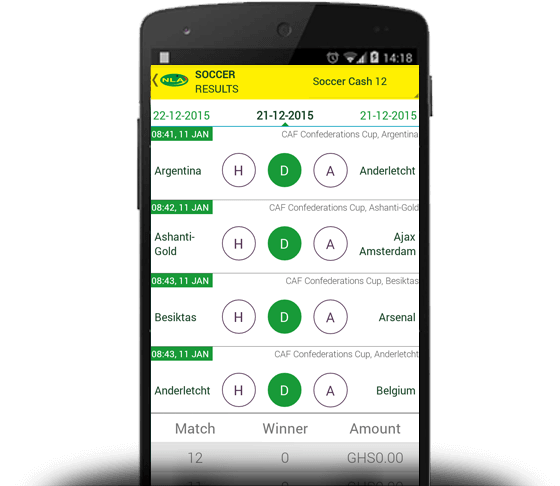 14:18
NLA
SOCCER
RESULTS
Soccer Cash 12
22-12-2015
21-12-2015
21-12-2015
08:41, 11 JAN
CAF Confederations Cup, Argentina
Argentina
H
D
A
Anderletcht
08:42, 11 JAN
CAF Confederations Cup, Ashanti-Gold
Ashanti-
Gold
H
D
A
Ajax
Amsterdam
08:43, 11 JAN
CAF Confederations Cup, Besiktas
Besiktas
H
D
A
Arsenal
08:43, 11 JAN
CAF Confederations Cup, Anderletcht
Anderletcht
H
D
A
Belgium
Match Winner Amount
12 0 GHS0.00